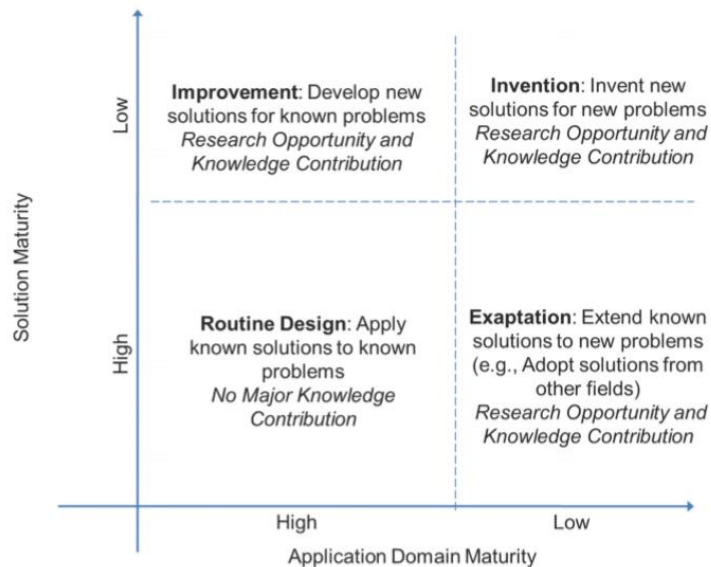 Improvement: Develop new
solutions for known problems
Research Opportunity and
Knowledge Contribution
Invention: Invent new
solutions for new problems
Research Opportunity and
Knowledge Contribution
Low
Solution Maturity
High
Routine Design: Apply
known solutions to known
problems
No Major Knowledge
Contribution
Exaptation: Extend known
solutions to new problems
(e.g., Adopt solutions from
other fields)
Research Opportunity and
Knowledge Contribution
High
Low
Application Domain Maturity